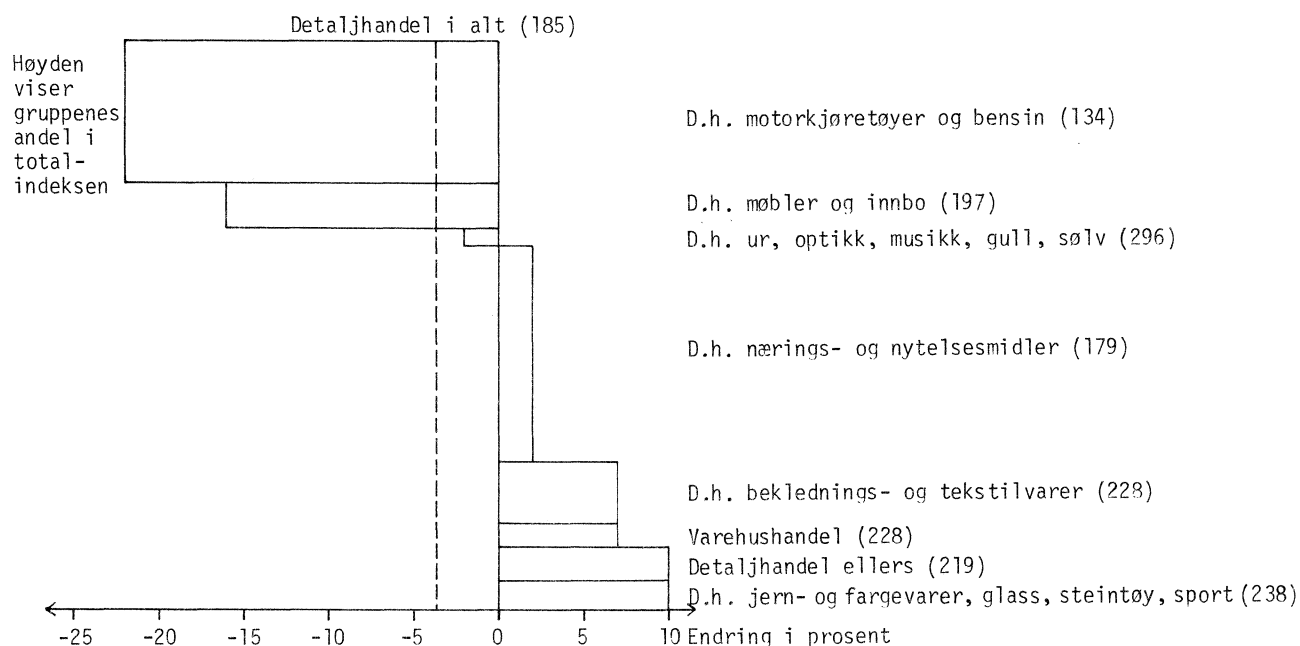 Detaljhandel i alt (185)
Høyden
viser
gruppenes
andel i
total-
indeksen
D.h. motorkjøretøyer og bensin (134)
D.h. møbler og innbo (197)
D.h. ur, optikk, musikk, gull, sølv (296)
D.h. nærings- og nytelsesmidler (179)
D.h. beklednings- og tekstilvarer (228)
Varehushandel (228)
Detaljhandel ellers (219)
D.h. jern- og fargevarer, glass, steintøy, sport (238)
-25 -20 -15 -10 -5 0 5 10 Endring i prosent